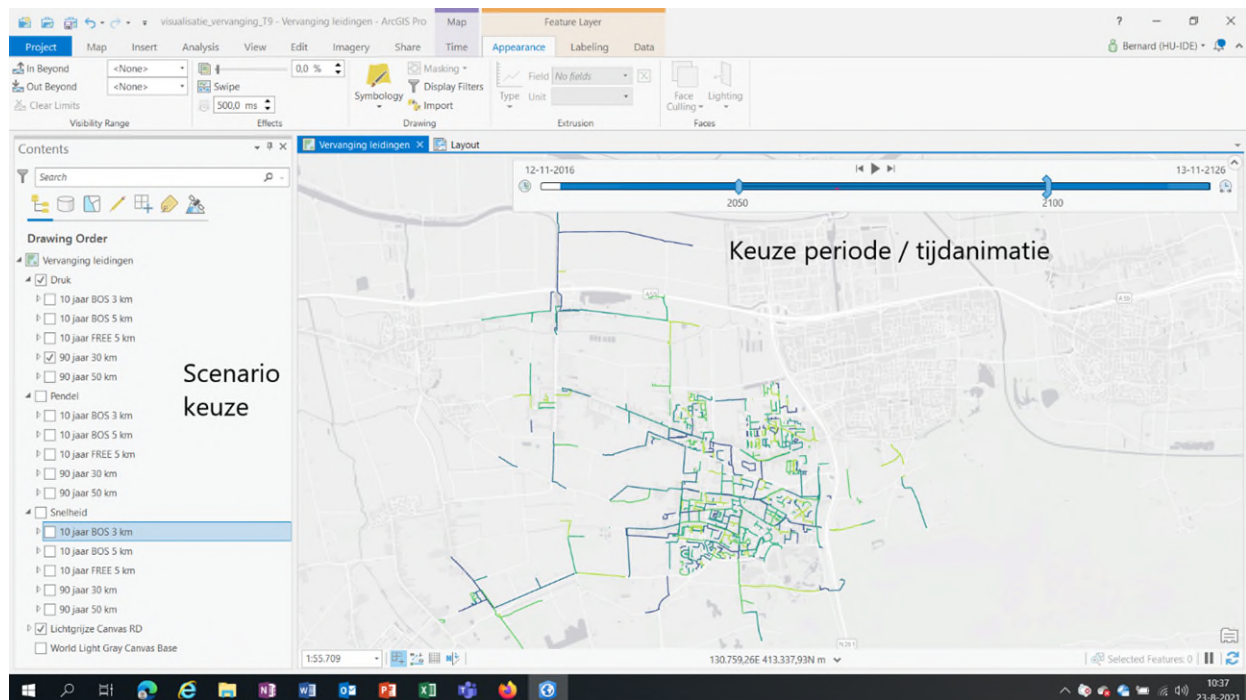 visualisatie_vervanging_T9 - Vervanging leidingen - ArcGIS Pro
Map
Feature Layer
?
Project
Map
Insert
Analysis
View
Edit
Imagery
Share
Time
Appearance
Labeling
Data
Bernard (HU-IDE)
In Beyond
<None>
Out Beyond
<None>
Clear Limits
Visibility Range
0,0 %
Swipe
500,0 ms
Effects
Symbology
Masking
Display Filters
Import
Drawing
Type
Field
No fields
Unit
Extrusion
Face
Culling
Lighting
Faces
Contents
Search
Drawing Order
Vervanging leidingen
Druk
10 jaar BOS 3 km
10 jaar BOS 5 km
10 jaar FREE 5 km
90 jaar 30 km
90 jaar 50 km
Pendel
10 jaar BOS 3 km
10 jaar BOS 5 km
10 jaar FREE 5 km
90 jaar 30 km
90 jaar 50 km
Snelheid
10 jaar BOS 3 km
10 jaar BOS 5 km
10 jaar FREE 5 km
90 jaar 30 km
90 jaar 50 km
Lichtgrijze Canvas RD
World Light Gray Canvas Base
Scenario
keuze
Vervanging leidingen
Layout
12-11-2016
13-11-2126
2050
2100
Keuze periode / tijdanimatie
1:55.709
130.759,26E 413.337,93N m
Selected Features: 0
10:37
23-8-2021